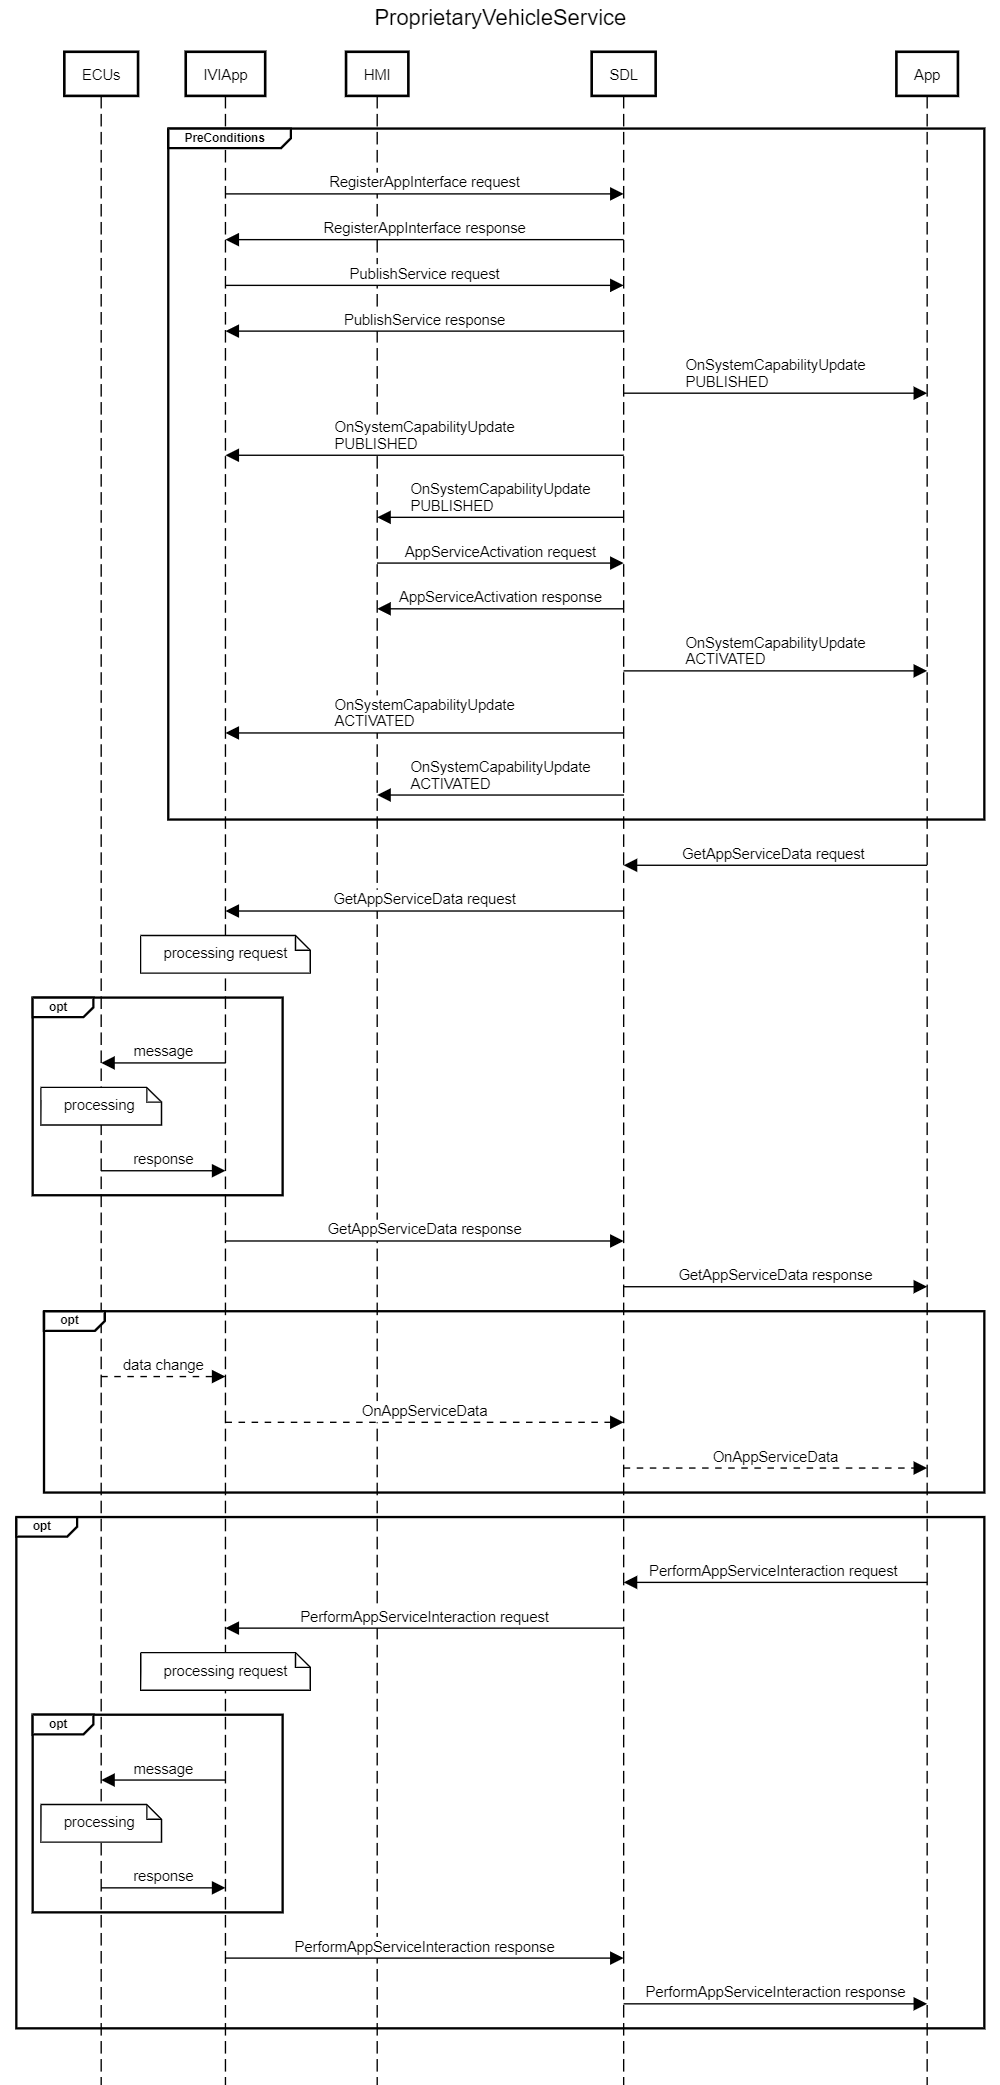 ProprietaryVehicleService
ECUs
IVIApp
HMI
SDL
App
PreConditions
RegisterAppInterface request
RegisterAppInterface response
PublishService request
PublishService response
OnSystemCapabilityUpdate
PUBLISHED
OnSystemCapabilityUpdate
PUBLISHED
OnSystemCapabilityUpdate
PUBLISHED
AppServiceActivation request
AppServiceActivation response
OnSystemCapabilityUpdate
ACTIVATED
OnSystemCapabilityUpdate
ACTIVATED
OnSystemCapabilityUpdate
ACTIVATED
GetAppServiceData request
GetAppServiceData request
processing request
opt
message
processing
response
GetAppServiceData response
GetAppServiceData response
opt
data change
OnAppServiceData
OnAppServiceData
opt
PerformAppServiceInteraction request
PerformAppServiceInteraction request
processing request
opt
message
processing
response
PerformAppServiceInteraction response
PerformAppServiceInteraction response